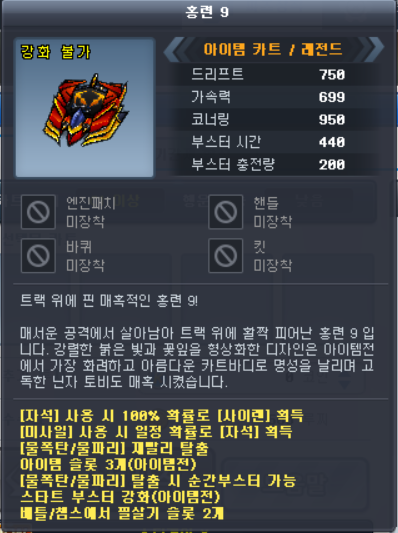 홍련 9
강화 불가
아이템 카트 / 레전드
드리프트 750
가속력 699
코너링 950
부스터 시간 440
부스터 충전량 200
엔진패치
미장착
핸들
미장착
바퀴
미장착
킷
미장착
트랙 위에 핀 매혹적인 홍련 9!
매서운 공격에서 살아남아 트랙 위에 활짝 피어난 홍련 9 입
니다. 강렬한 붉은 빛과 꽃잎을 형상화한 디자인은 아이템전
에서 가장 화려하고 아름다운 카트바디로 명성을 날리며 고
독한 닌자 토비도 매혹 시켰습니다.
[자석] 사용 시 100% 확률로 [사이렌] 획득
[미사일] 사용 시 일정 확률로 [자석] 획득
[물폭탄/물파리] 재빨리 탈출
아이템 슬롯 3개(아이템전)
[물폭탄/물파리] 탈출 시 순간부스터 가능
스타트 부스터 강화(아이템전)
배틀/챔스에서 필살기 슬롯 2개